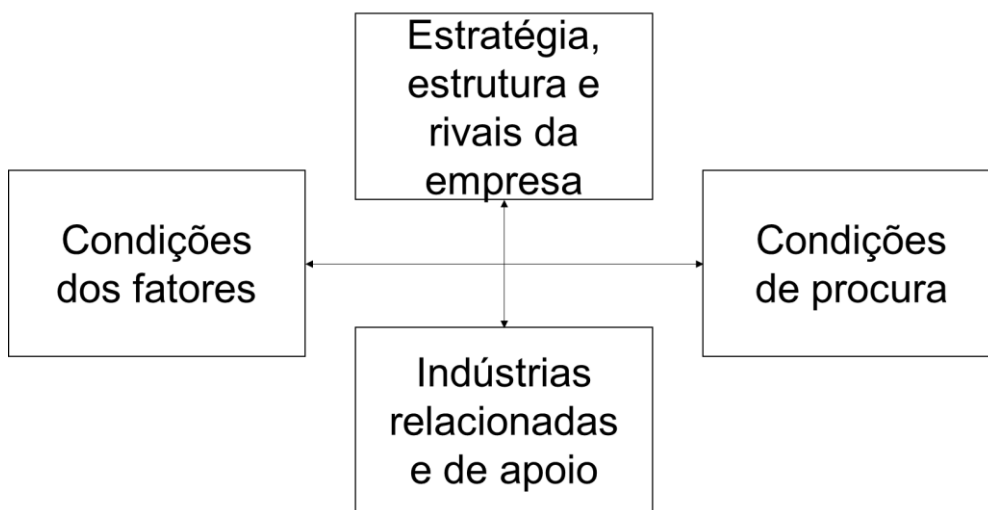 Estratégia,
estrutura e
rivais da
empresa
Condições
dos fatores
Condições
de procura
Indústrias
relacionadas
e de apoio